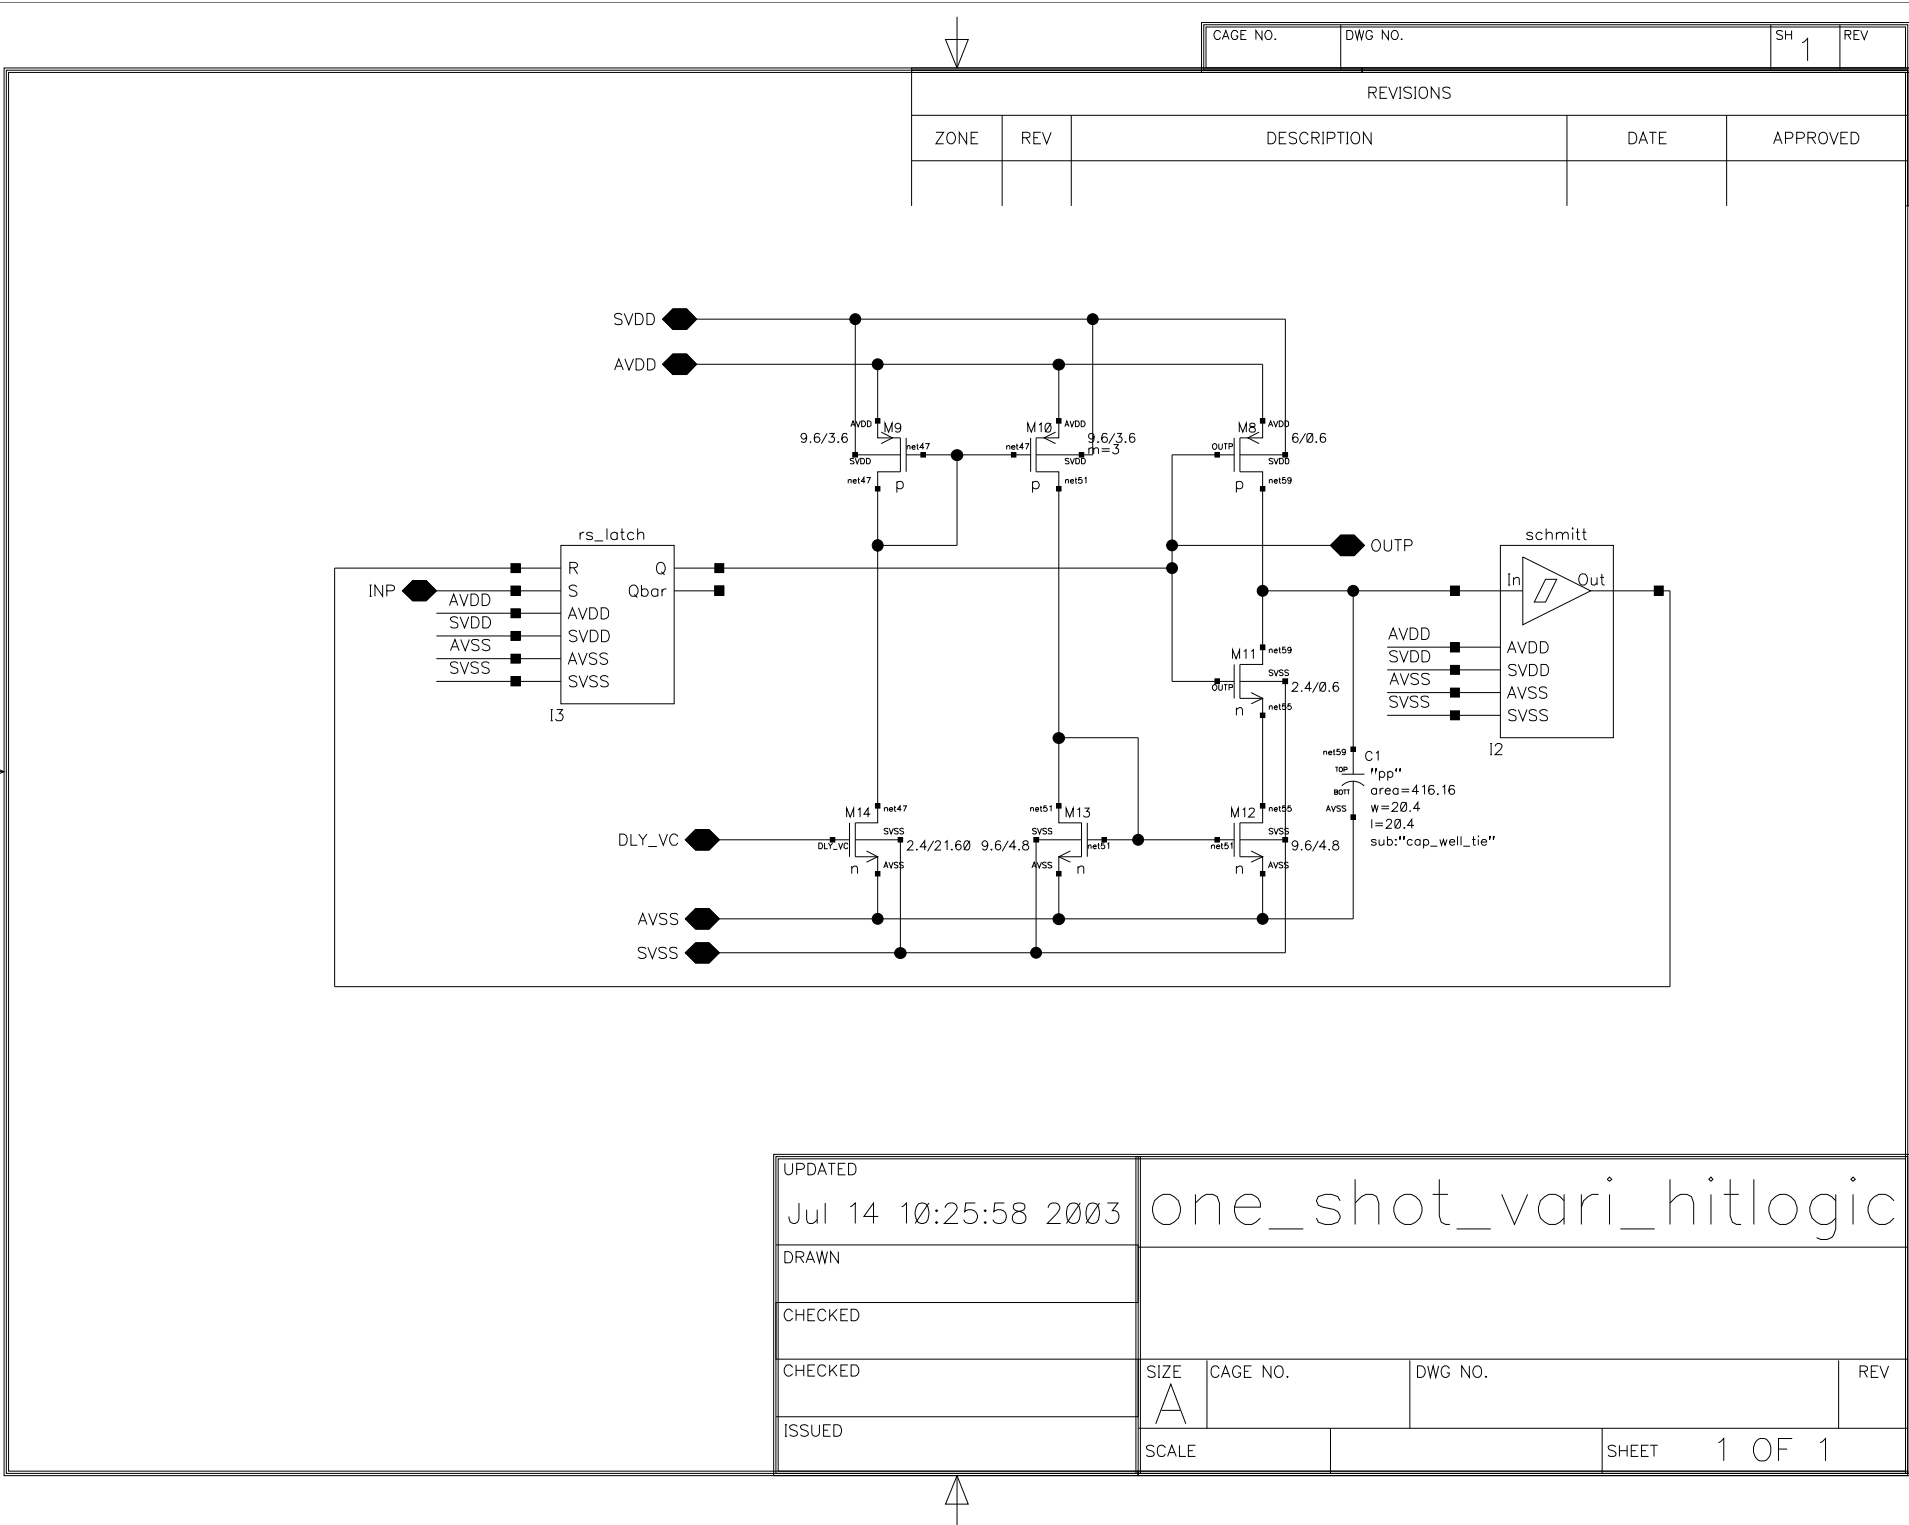 CAGE NO. DWG NO. SH 1 REV
REVISIONS
ZONE REV DESCRIPTION DATE APPROVED
SVDD
AVDD
AVDD M9 M10 AVDD M8 AVDD
9.6/3.6 9.6/3.6 6/0.6
net47 net47 m=3 OUTP
SVDD SVDD SVDD
net47 p p net51 p net59
rs_latch schmitt
OUTP
R Q
INP S Qbar In Out
AVDD AVDD
SVDD SVDD
AVSS AVSS
SVSS SVSS
I3
AVDD AVDD
SVDD SVDD
AVSS AVSS
SVSS SVSS
I2
M11 net59
SVSS
OUTP 2.4/0.6
n net55
net59 C1
TOP "pp"
BOTT area=416.16
AVSS w=20.4
l=20.4
sub:"cap_well_tie"
M14 net47 net51 M13 M12 net55
SVSS SVSS SVSS
DLY_VC DLY_VC 2.4/21.60 9.6/4.8 net51 net51 9.6/4.8
AVSS AVSS AVSS
n n n
AVSS
SVSS
UPDATED
Jul 14 10:25:58 2003
one_shot_vari_hitlogic
DRAWN
CHECKED
CHECKED
ISSUED
SIZE A CAGE NO. DWG NO. REV
SCALE SHEET 1 OF 1